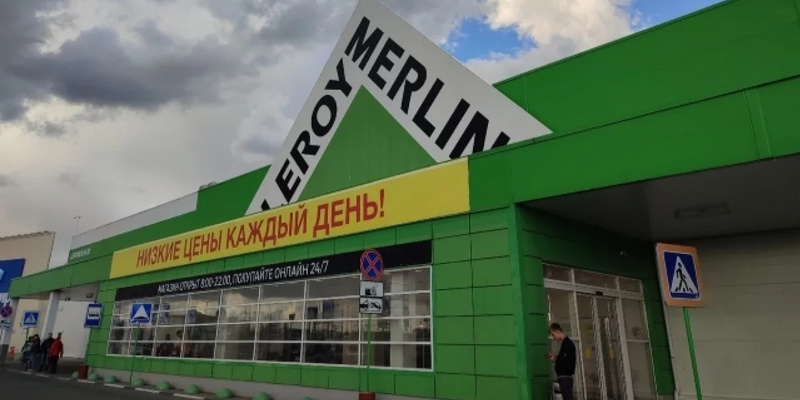 LEROY
MERLIN
НИЗКИЕ ЦЕНЫ КАЖДЫЙ ДЕНЬ!
МАГАЗИН ОТКРЫТ 8:00-22:00, ПОКУПАЙТЕ ОНЛАЙН 24/7